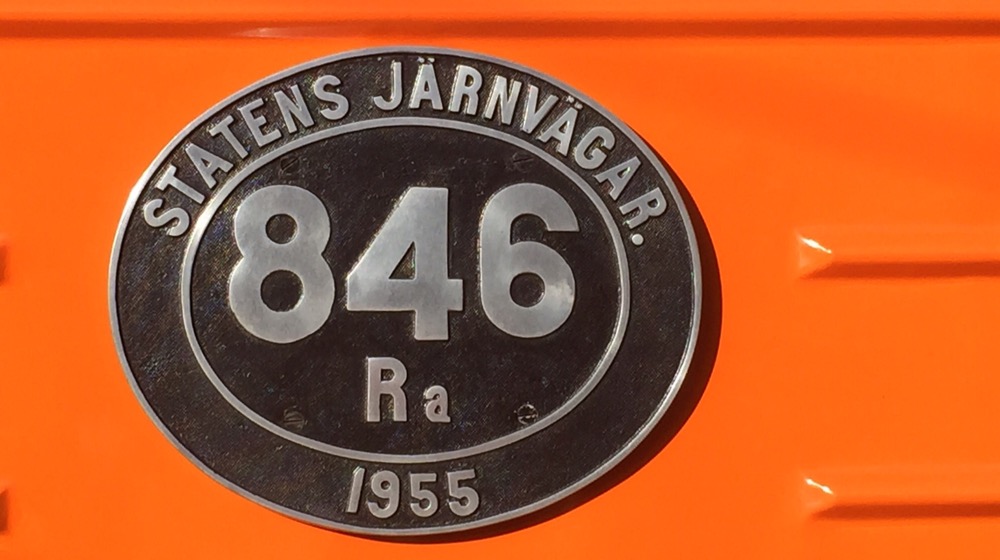 STATENS JÄRNVÄGAR.
846
Ra
1955